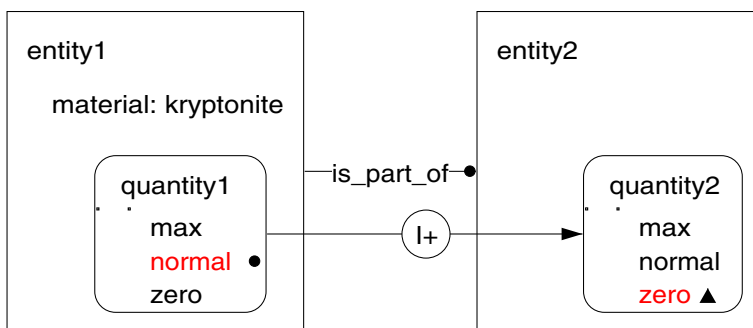 entity1
material: kryptonite
quantity1
max
normal
zero
is_part_of
I+
entity2
quantity2
max
normal
zero